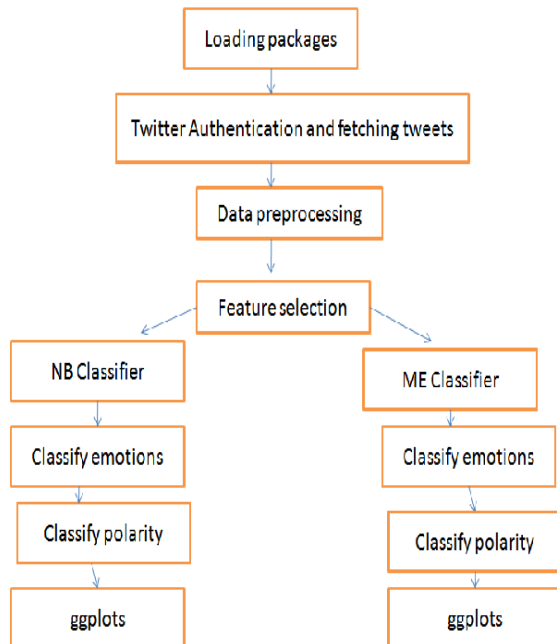 Loading packages
Twitter Authentication and fetching tweets
Data preprocessing
Feature selection
NB Classifier
ME Classifier
Classify emotions
Classify emotions
Classify polarity
Classify polarity
ggplots
ggplots